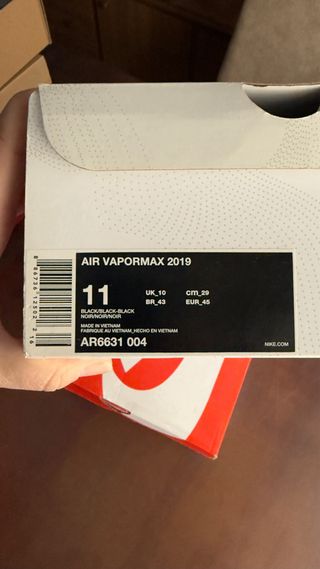 AIR VAPORMAX 2019
11
UK_10 cm_29
BR_43 EUR_45
BLACK/BLACK-BLACK
NOIR/NOIR/NOIR
MADE IN VIETNAM
FABRIQUE AU VIETNAM_HECHO EN VIETNAM
AR6631 004
NIKE.COM